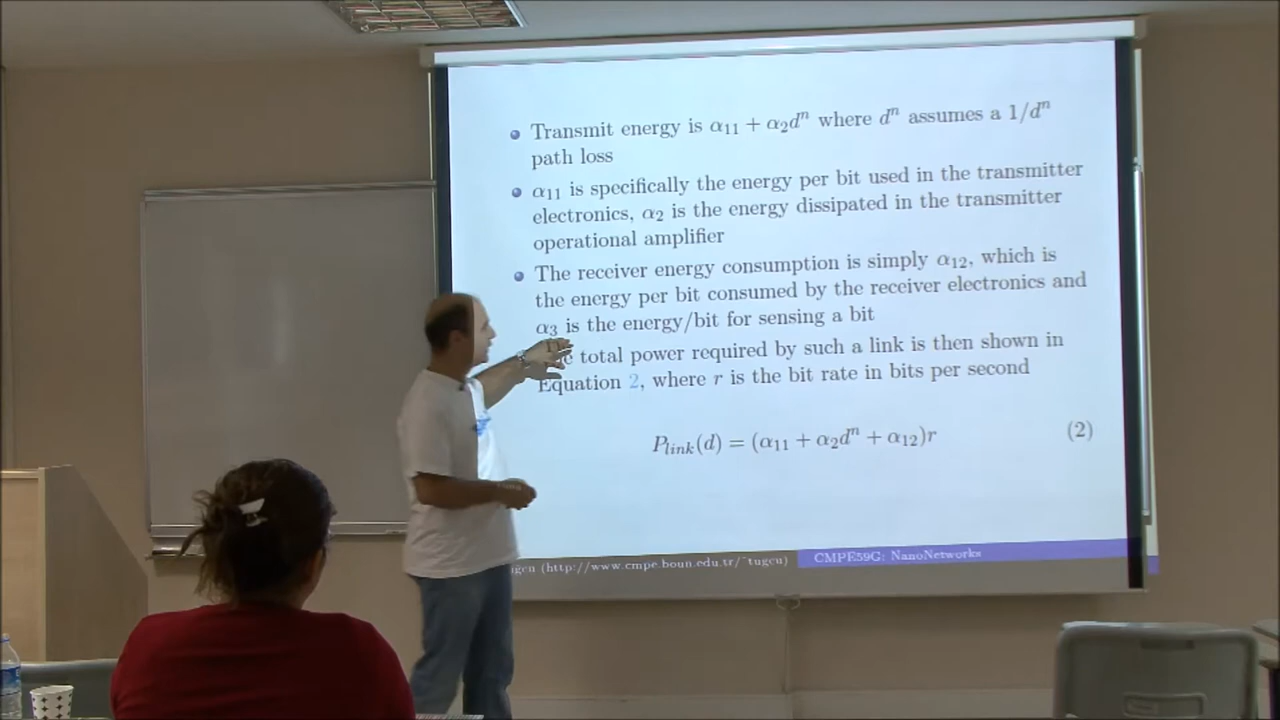 Transmit energy is α₁₁ + α₂dⁿ where dⁿ assumes a 1/dⁿ
path loss
α₁₁ is specifically the energy per bit used in the transmitter
electronics, α₂ is the energy dissipated in the transmitter
operational amplifier
The receiver energy consumption is simply α₁₂, which is
the energy per bit consumed by the receiver electronics and
α₃ is the energy/bit for sensing a bit
total power required by such a link is then shown in
Equation 2, where r is the bit rate in bits per second
P_link(d) = (α₁₁ + α₂dⁿ + α₁₂)r (2)
(http://www.cmpe.boun.edu.tr/~tugcu) CMPE59G: NanoNetworks